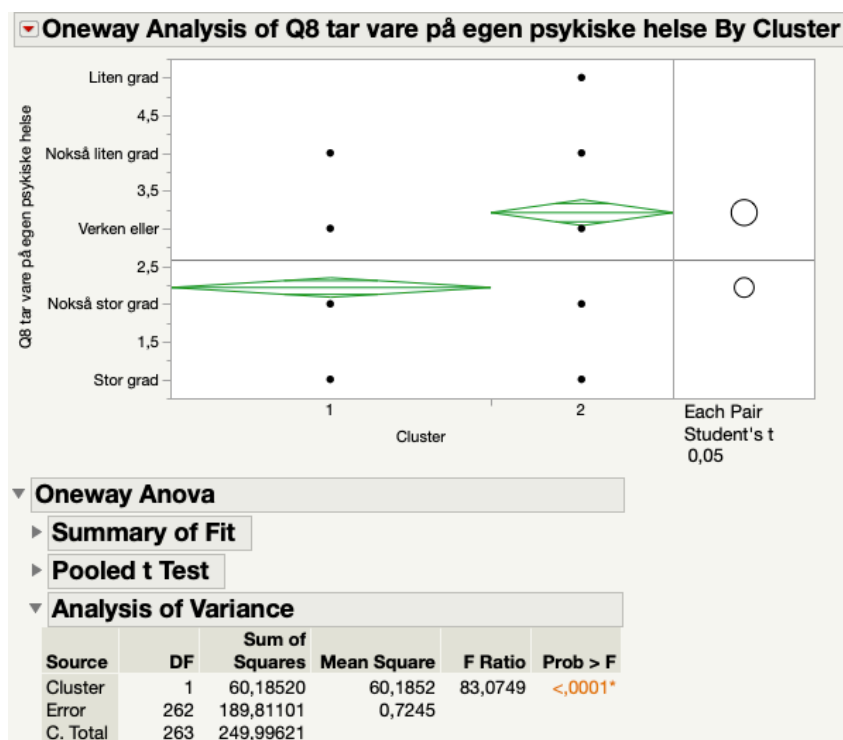 Oneway Analysis of Q8 tar vare på egen psykiske helse By Cluster
Q8 tar vare på egen psykiske helse
Liten grad
4,5
Nokså liten grad
3,5
Verken eller
2,5
Nokså stor grad
1,5
Stor grad
1 2
Cluster
Each Pair
Student's t
0,05
Oneway Anova
Summary of Fit
Pooled t Test
Analysis of Variance
Source DF Sum of Squares Mean Square F Ratio Prob > F
Cluster 1 60,18520 60,1852 83,0749 <,0001*
Error 262 189,81101 0,7245
C. Total 263 249,99621